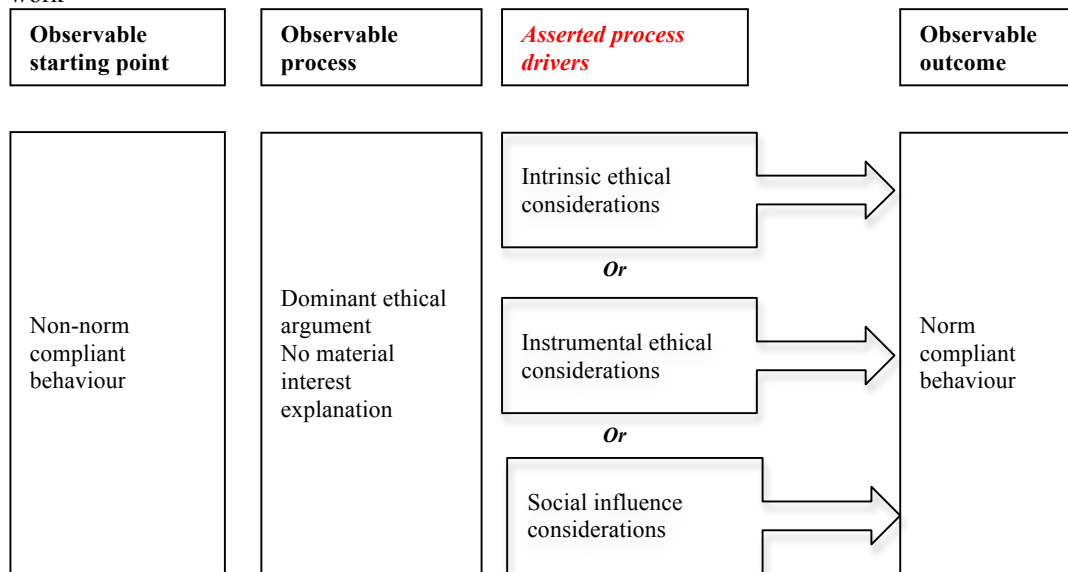 work
Observable
starting point
Observable
process
Asserted process
drivers
Observable
outcome
Non-norm
compliant
behaviour
Dominant ethical
argument
No material
interest
explanation
Intrinsic ethical
considerations
Or
Instrumental ethical
considerations
Or
Social influence
considerations
Norm
compliant
behaviour